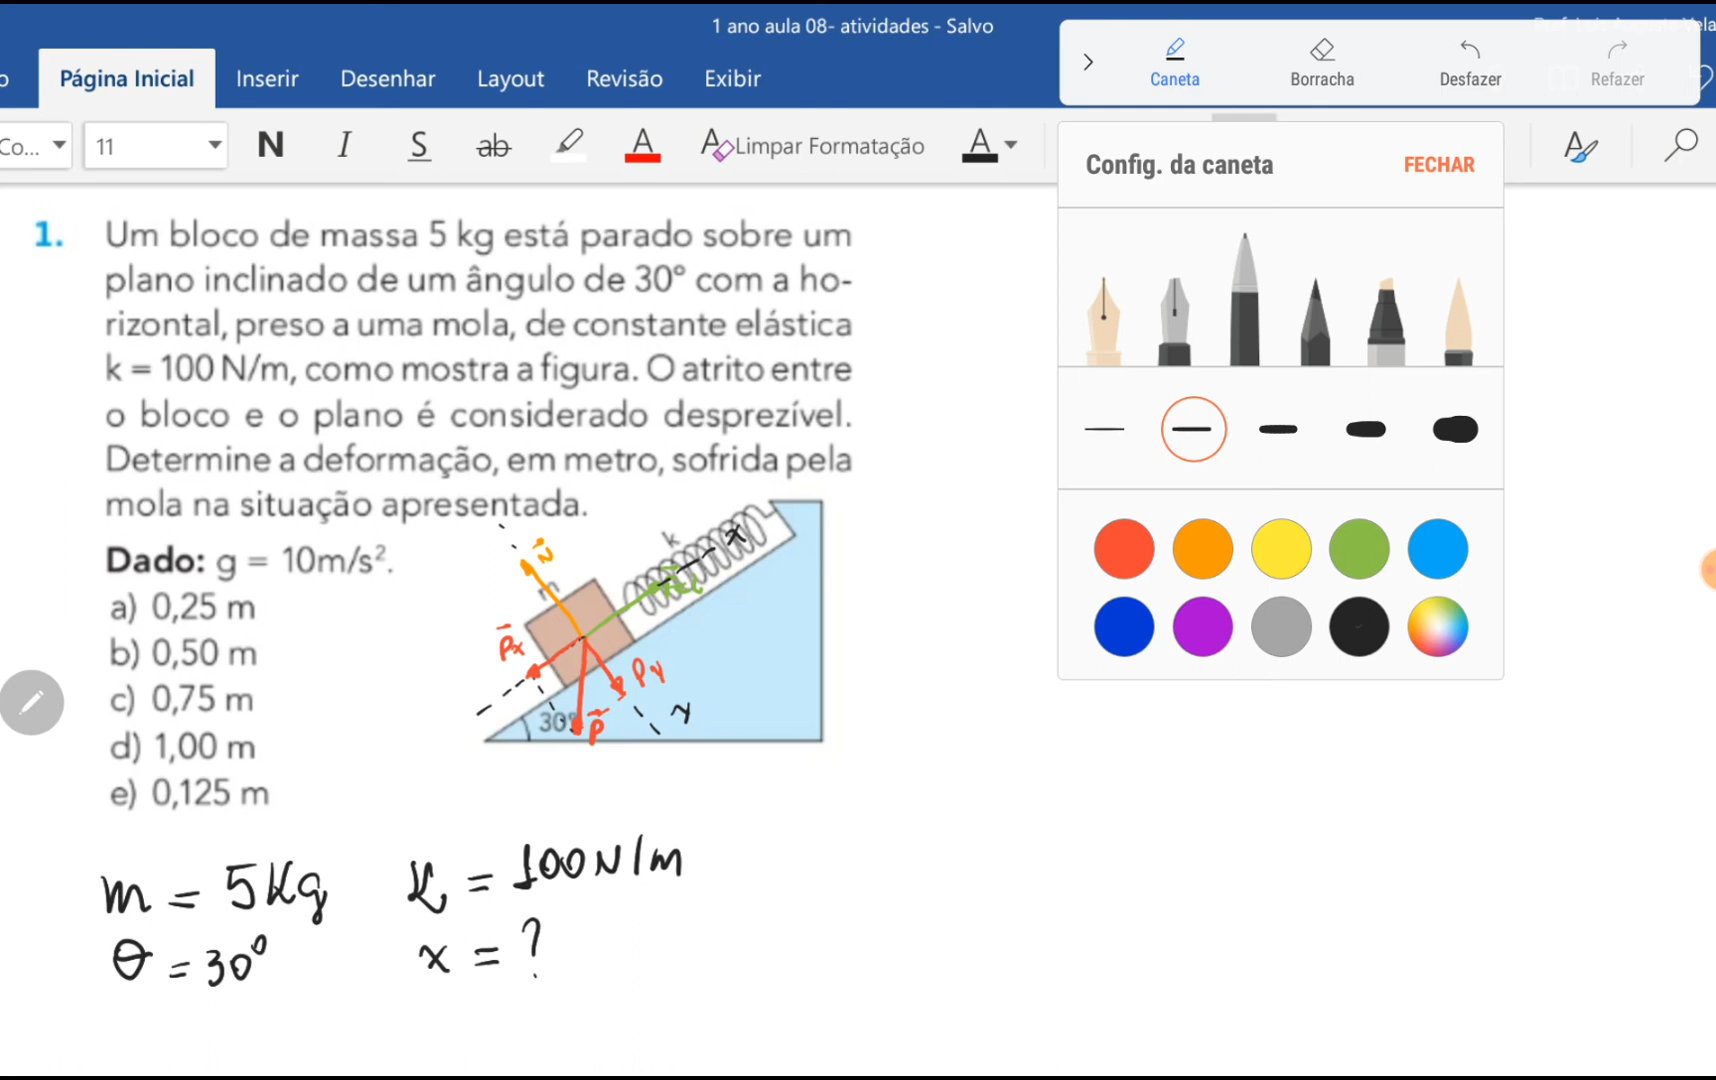 1 ano aula 08- atividades - Salvo
Página Inicial Inserir Desenhar Layout Revisão Exibir
Caneta Borracha Desfazer Refazer
Co... 11 N I S ab A Limpar Formatação A
Config. da caneta FECHAR
1. Um bloco de massa 5 kg está parado sobre um
plano inclinado de um ângulo de 30° com a ho-
rizontal, preso a uma mola, de constante elástica
k = 100 N/m, como mostra a figura. O atrito entre
o bloco e o plano é considerado desprezível.
Determine a deformação, em metro, sofrida pela
mola na situação apresentada.
Dado: g = 10m/s².
a) 0,25 m
b) 0,50 m
c) 0,75 m
d) 1,00 m
e) 0,125 m
N
k
x
m
Px
Py
30°
P
y
m = 5Kg K = 100N/m
θ = 30° x = ?